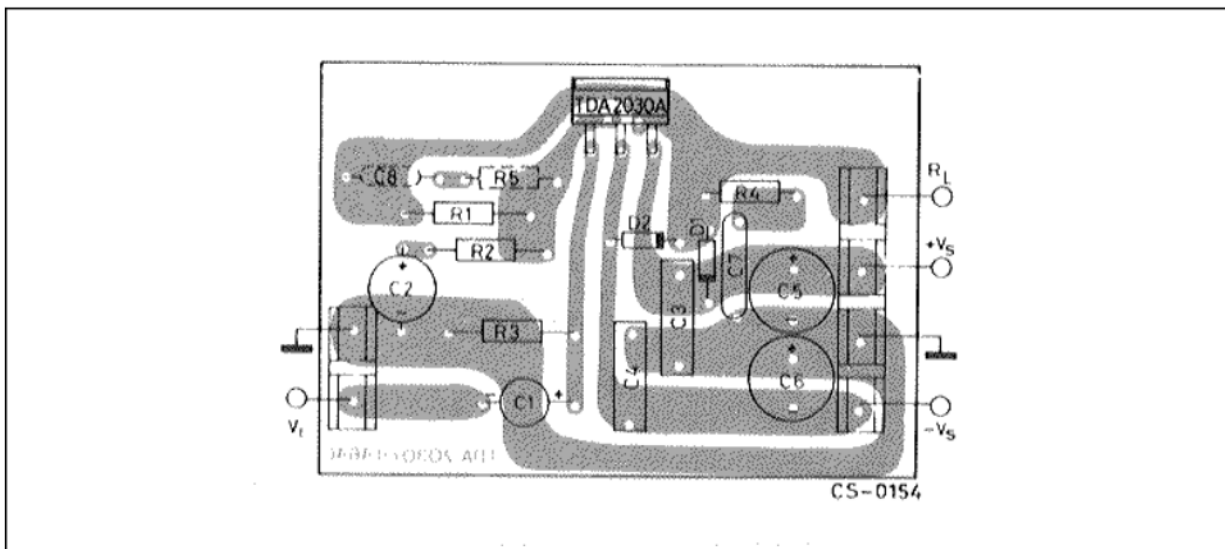 TDA2030A
C8
R5
R4
R1
R2
D2
D1
C7
C2
C3
C5
R3
C4
C6
C1
RL
+Vs
-Vs
Vi
+
-
+
+
-
+
-
CS-0154